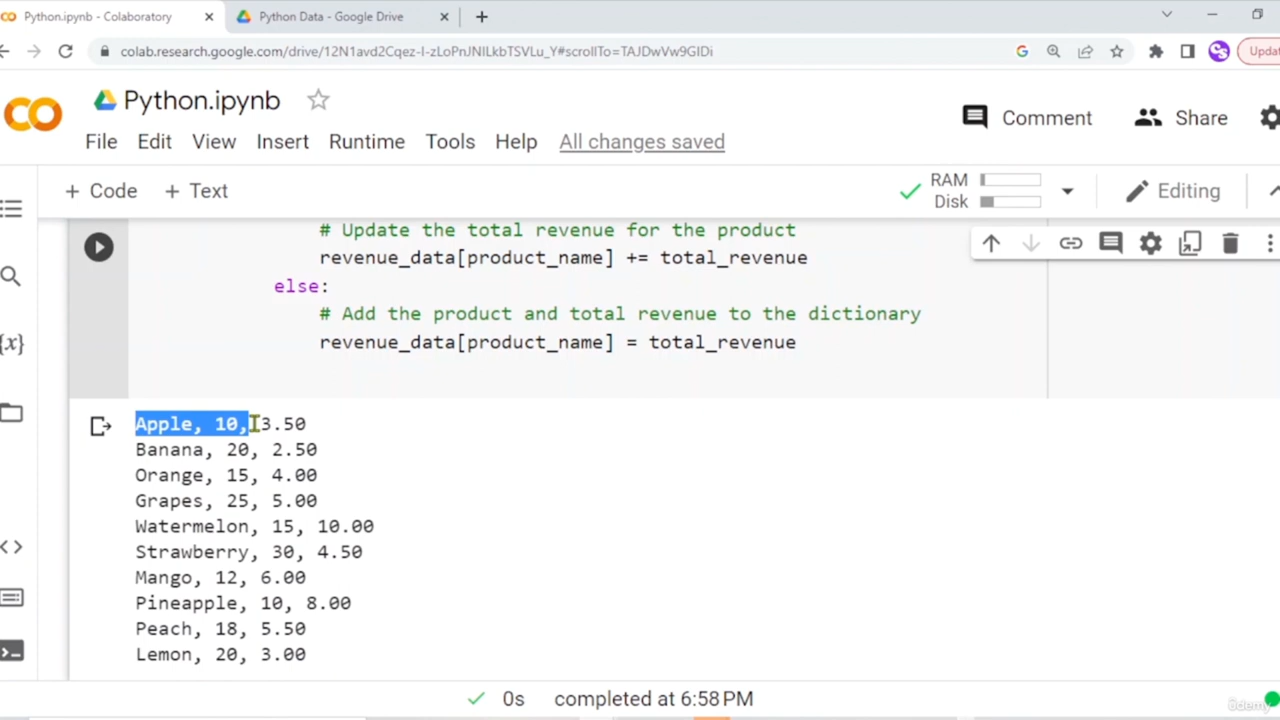 Python.ipynb - Colaboratory
Python Data - Google Drive
colab.research.google.com/drive/12N1avd2Cqez-I-zLoPnJNILkbTSVLu_Y#scrollTo=TAJDwVw9GIDi
Updat
Python.ipynb
Comment
Share
File Edit View Insert Runtime Tools Help All changes saved
+ Code + Text
RAM
Disk
Editing
# Update the total revenue for the product
revenue_data[product_name] += total_revenue
else:
# Add the product and total revenue to the dictionary
revenue_data[product_name] = total_revenue
Apple, 10, 3.50
Banana, 20, 2.50
Orange, 15, 4.00
Grapes, 25, 5.00
Watermelon, 15, 10.00
Strawberry, 30, 4.50
Mango, 12, 6.00
Pineapple, 10, 8.00
Peach, 18, 5.50
Lemon, 20, 3.00
0s completed at 6:58 PM
ûdemy